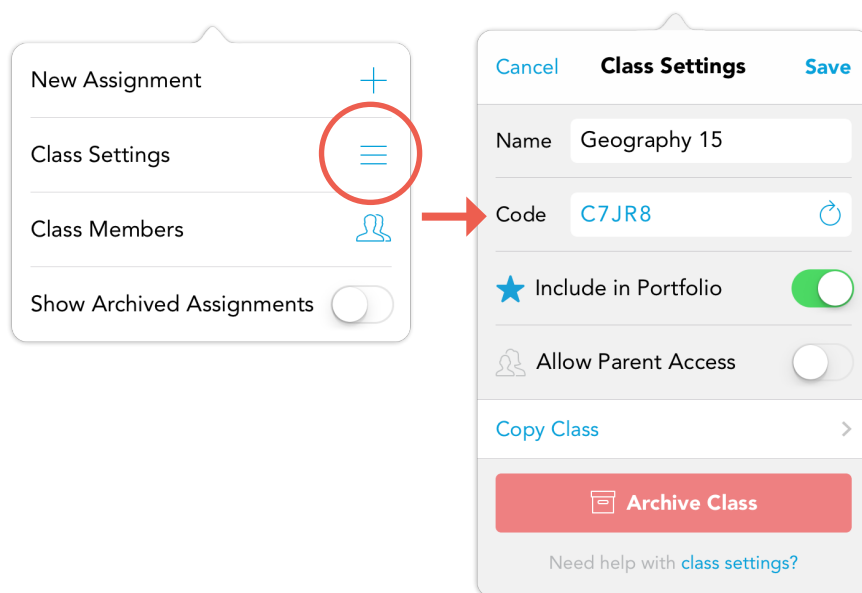 New Assignment
Class Settings
Class Members
Show Archived Assignments
Cancel Class Settings Save
Name Geography 15
Code C7JR8
Include in Portfolio
Allow Parent Access
Copy Class
Archive Class
Need help with class settings?